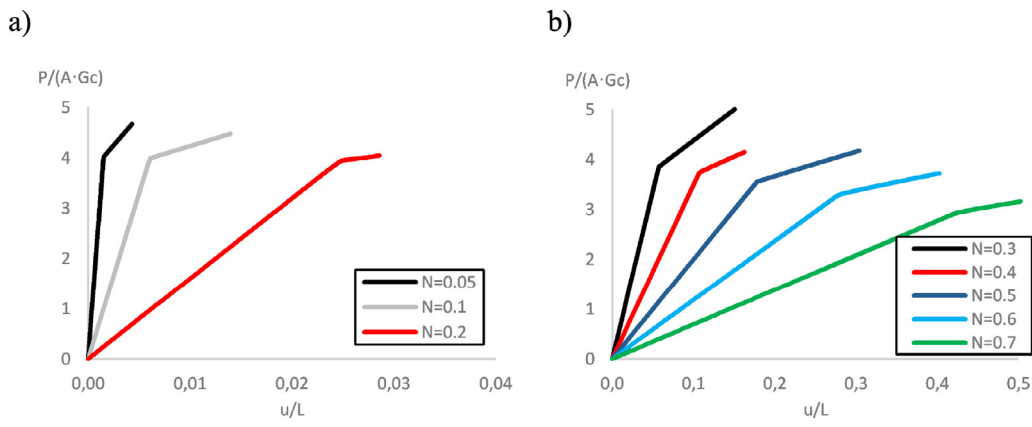 a)
P/(A·Gc)
5
4
3
2
1
0
N=0.05
N=0.1
N=0.2
0,00
0,01
0,02
0,03
0,04
u/L
b)
P/(A·Gc)
5
4
3
2
1
0
N=0.3
N=0.4
N=0.5
N=0.6
N=0.7
0,0
0,1
0,2
0,3
0,4
0,5
u/L